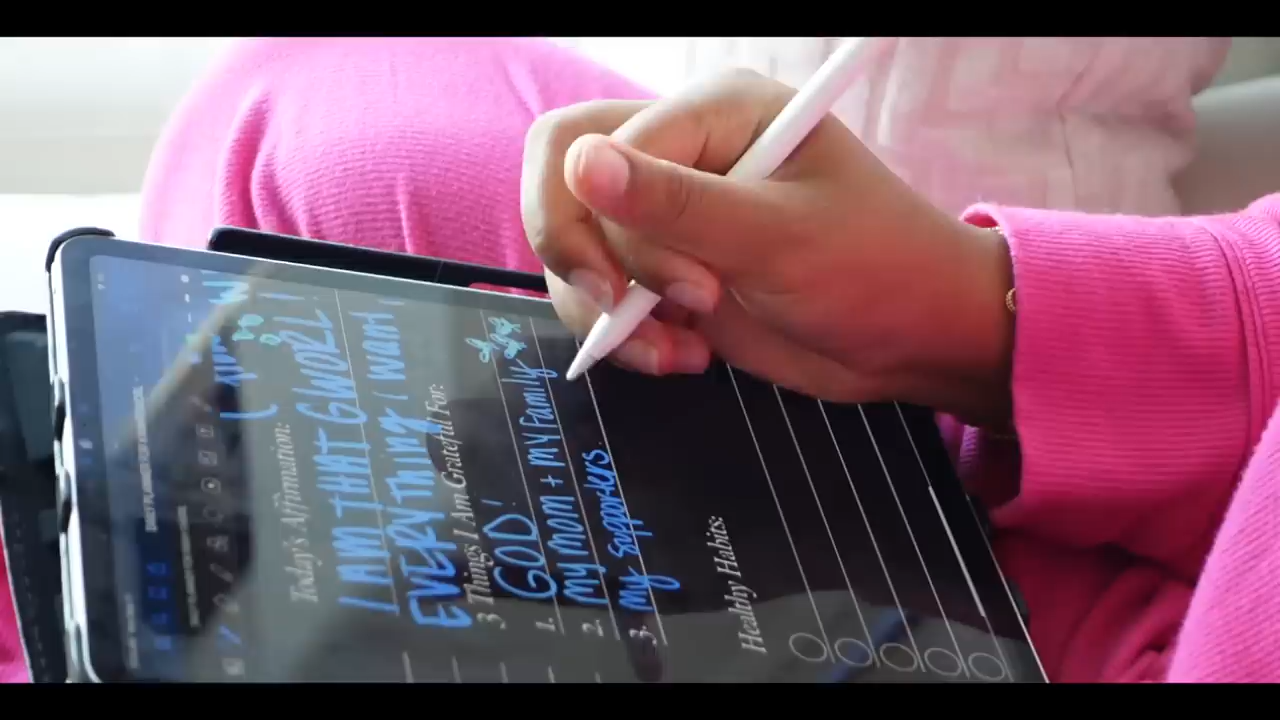 Today's Affirmation:
I AM THAT GWORL!
EVERYTHING I want
3 Things I Am Grateful For:
1. GOD!
2. MY MOM + MY FAMILY
3. MY SUPPORTERS.
Healthy Habits: